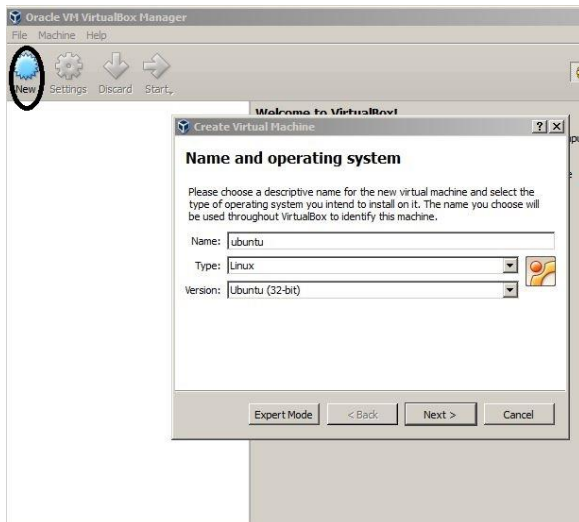 Oracle VM VirtualBox Manager
File Machine Help
New Settings Discard Start
Welcome to VirtualBox!
Create Virtual Machine
Name and operating system
Please choose a descriptive name for the new virtual machine and select the
type of operating system you intend to install on it. The name you choose will
be used throughout VirtualBox to identify this machine.
Name: ubuntu
Type: Linux
Version: Ubuntu (32-bit)
Expert Mode < Back Next > Cancel